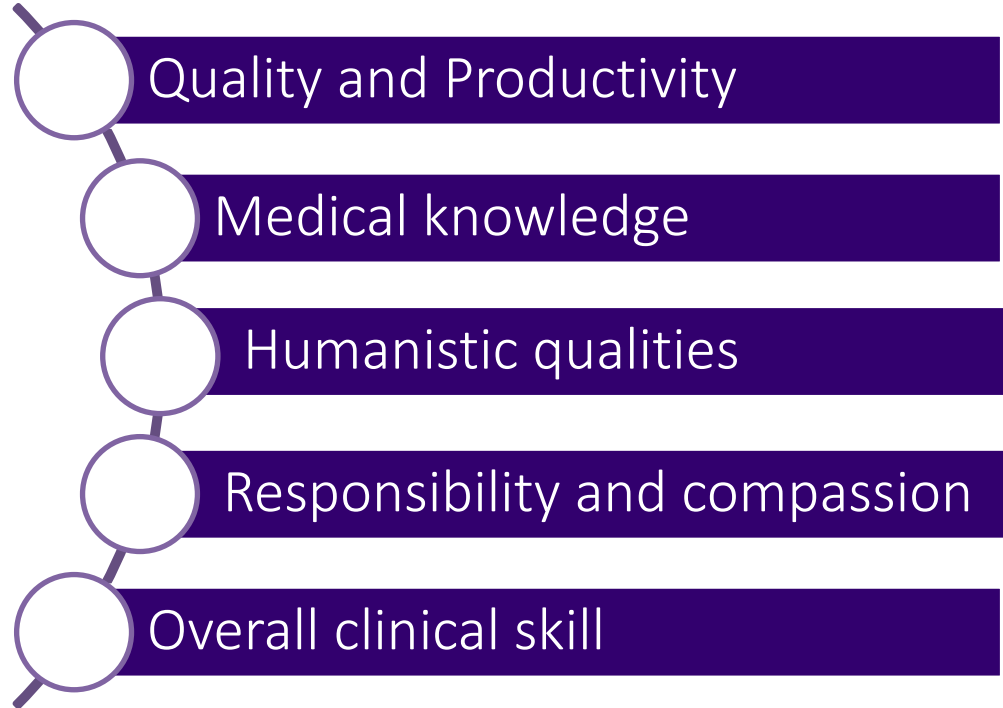 Quality and Productivity
Medical knowledge
Humanistic qualities
Responsibility and compassion
Overall clinical skill